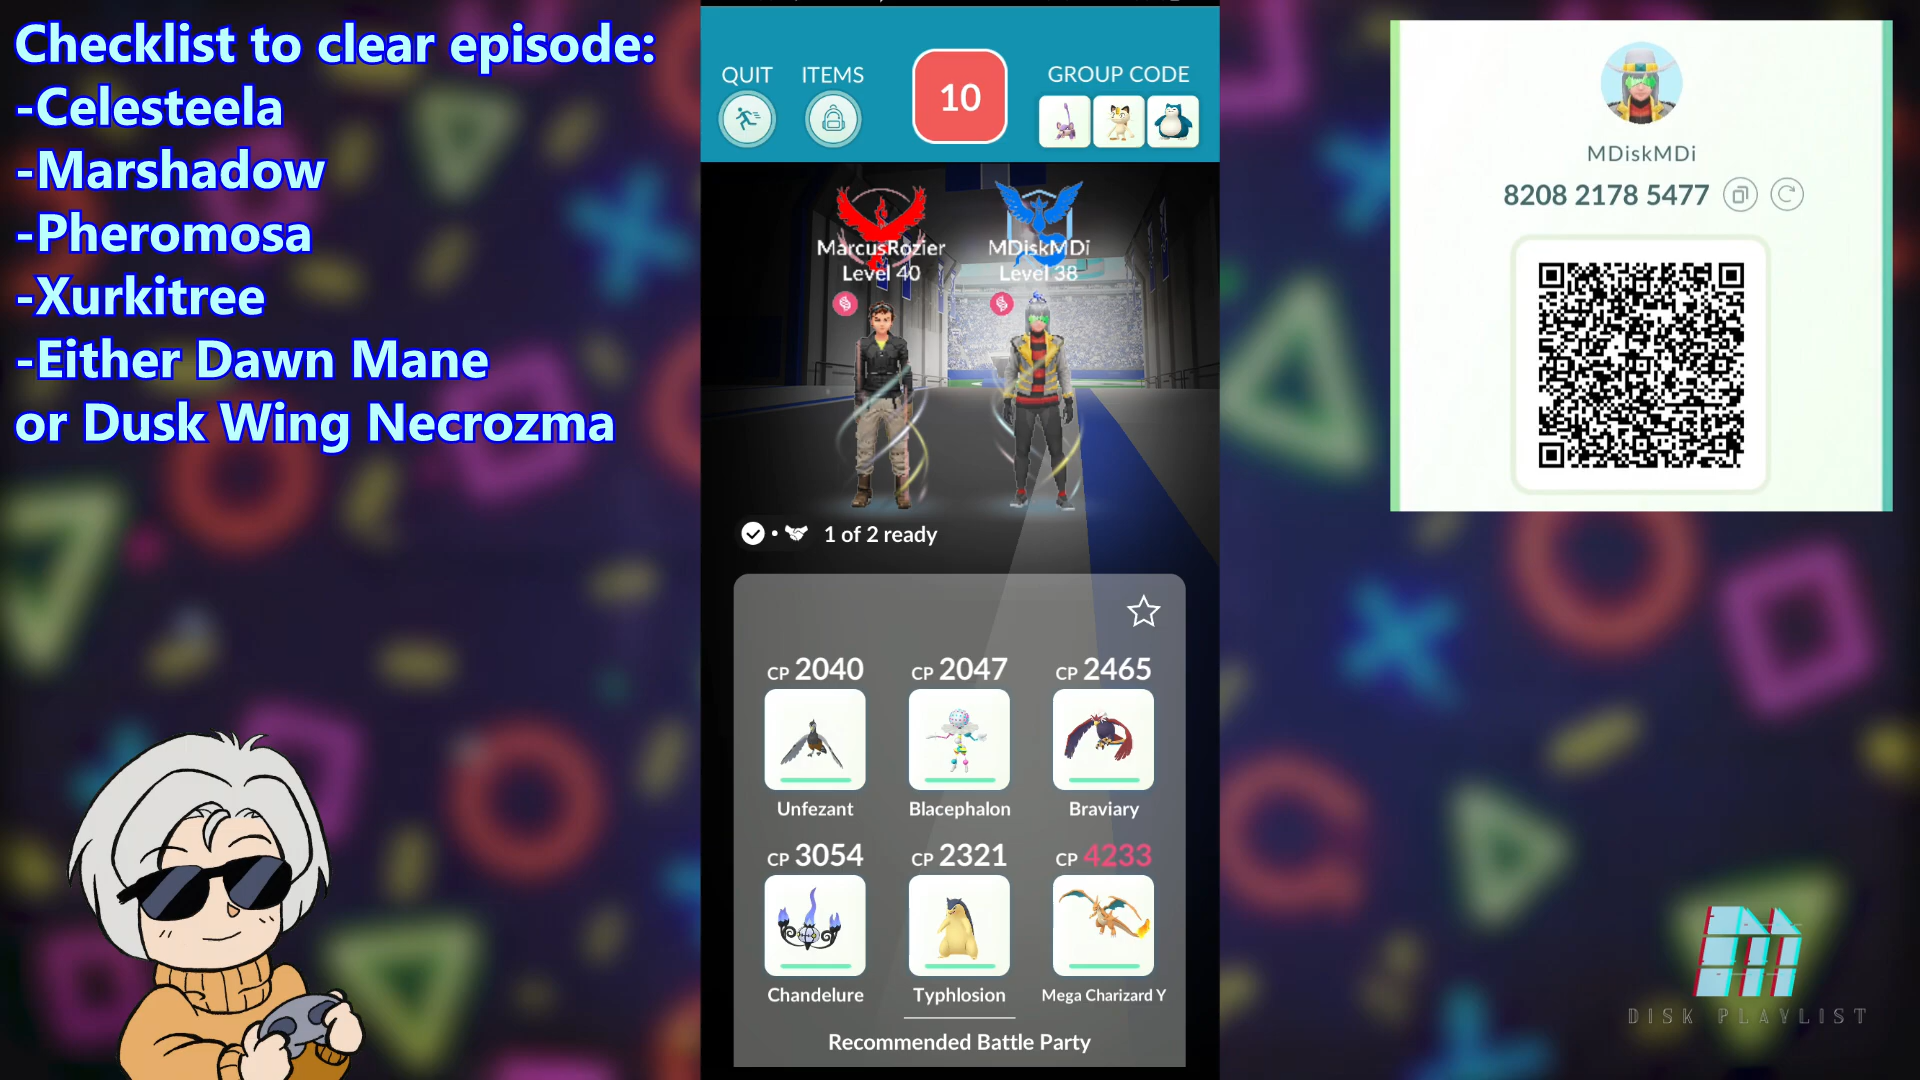 Checklist to clear episode:
-Celesteela
-Marshadow
-Pheromosa
-Xurkitree
-Either Dawn Mane
or Dusk Wing Necrozma
QUIT
ITEMS
10
GROUP CODE
MarcusRozier
Level 40
MDiskMDi
Level 38
1 of 2 ready
CP 2040
CP 2047
CP 2465
Unfezant
Blacephalon
Braviary
CP 3054
CP 2321
CP 4233
Chandelure
Typhlosion
Mega Charizard Y
Recommended Battle Party
MDiskMDi
8208 2178 5477
DISK PLAYLIST